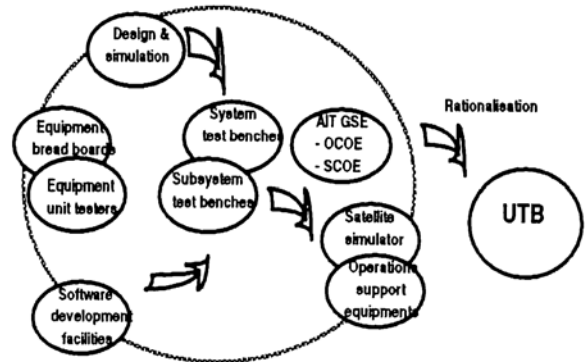 Design &
simulation
Equipment
bread boards
Equipment
unit testers
System
test benches
Subsystem
test benches
AIT GSE
- OCOE
- SCOE
Rationalisation
UTB
Satellite
simulator
Operations
support
equipments
Software
development
facilities